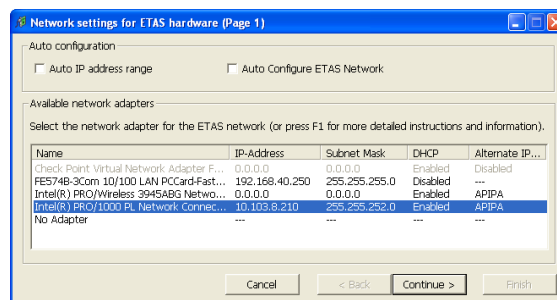 Network settings for ETAS hardware (Page 1)
Auto configuration
Auto IP address range Auto Configure ETAS Network
Available network adapters
Select the network adapter for the ETAS network (or press F1 for more detailed instructions and information).
Name IP-Address Subnet Mask DHCP Alternate IP...
Check Point Virtual Network Adapter F... 0.0.0.0 0.0.0.0 Enabled Disabled
FE574B-3Com 10/100 LAN PCCard-Fast... 192.168.40.250 255.255.255.0 Disabled ---
Intel(R) PRO/Wireless 3945ABG Netwo... 0.0.0.0 0.0.0.0 Enabled APIPA
Intel(R) PRO/1000 PL Network Connec... 10.103.8.210 255.255.252.0 Enabled APIPA
No Adapter --- --- --- ---
Cancel < Back Continue > Finish